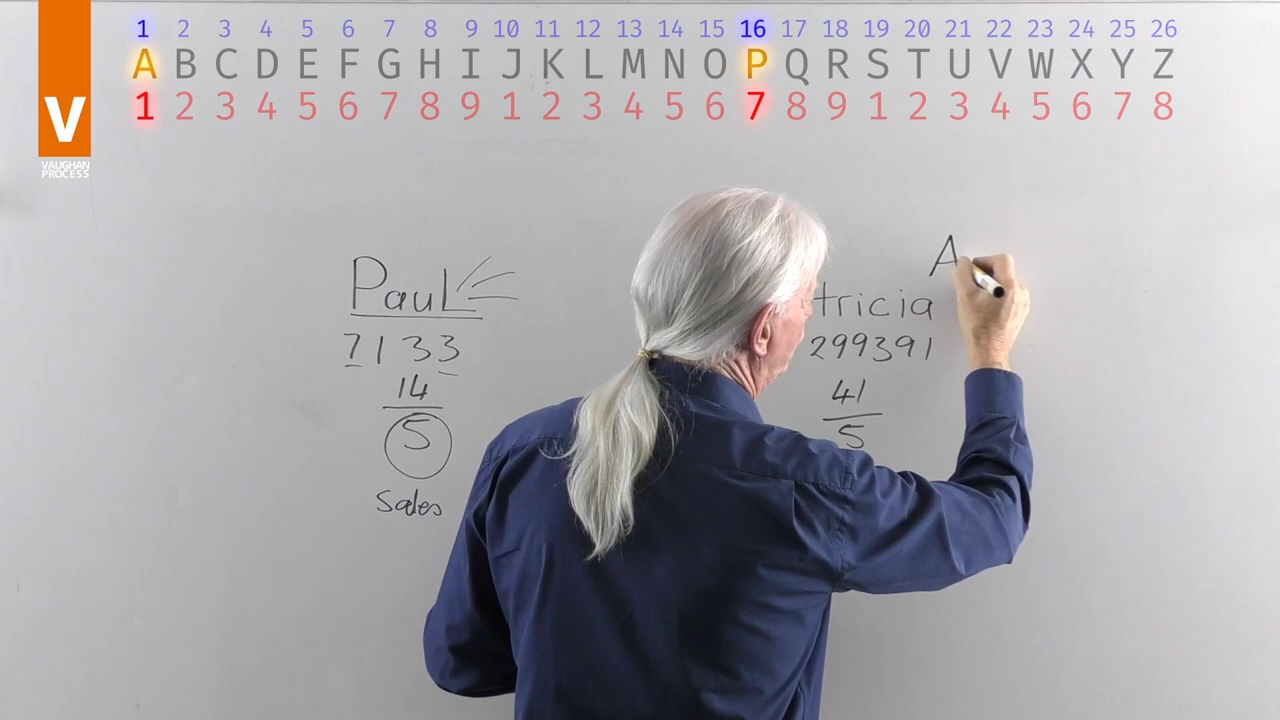 1 2 3 4 5 6 7 8 9 10 11 12 13 14 15 16 17 18 19 20 21 22 23 24 25 26
A B C D E F G H I J K L M N O P Q R S T U V W X Y Z
1 2 3 4 5 6 7 8 9 1 2 3 4 5 6 7 8 9 1 2 3 4 5 6 7 8
V
VAUGHAN
PROCESS
PauL
7133
14
5
sales
A
tricia
299391
41
5